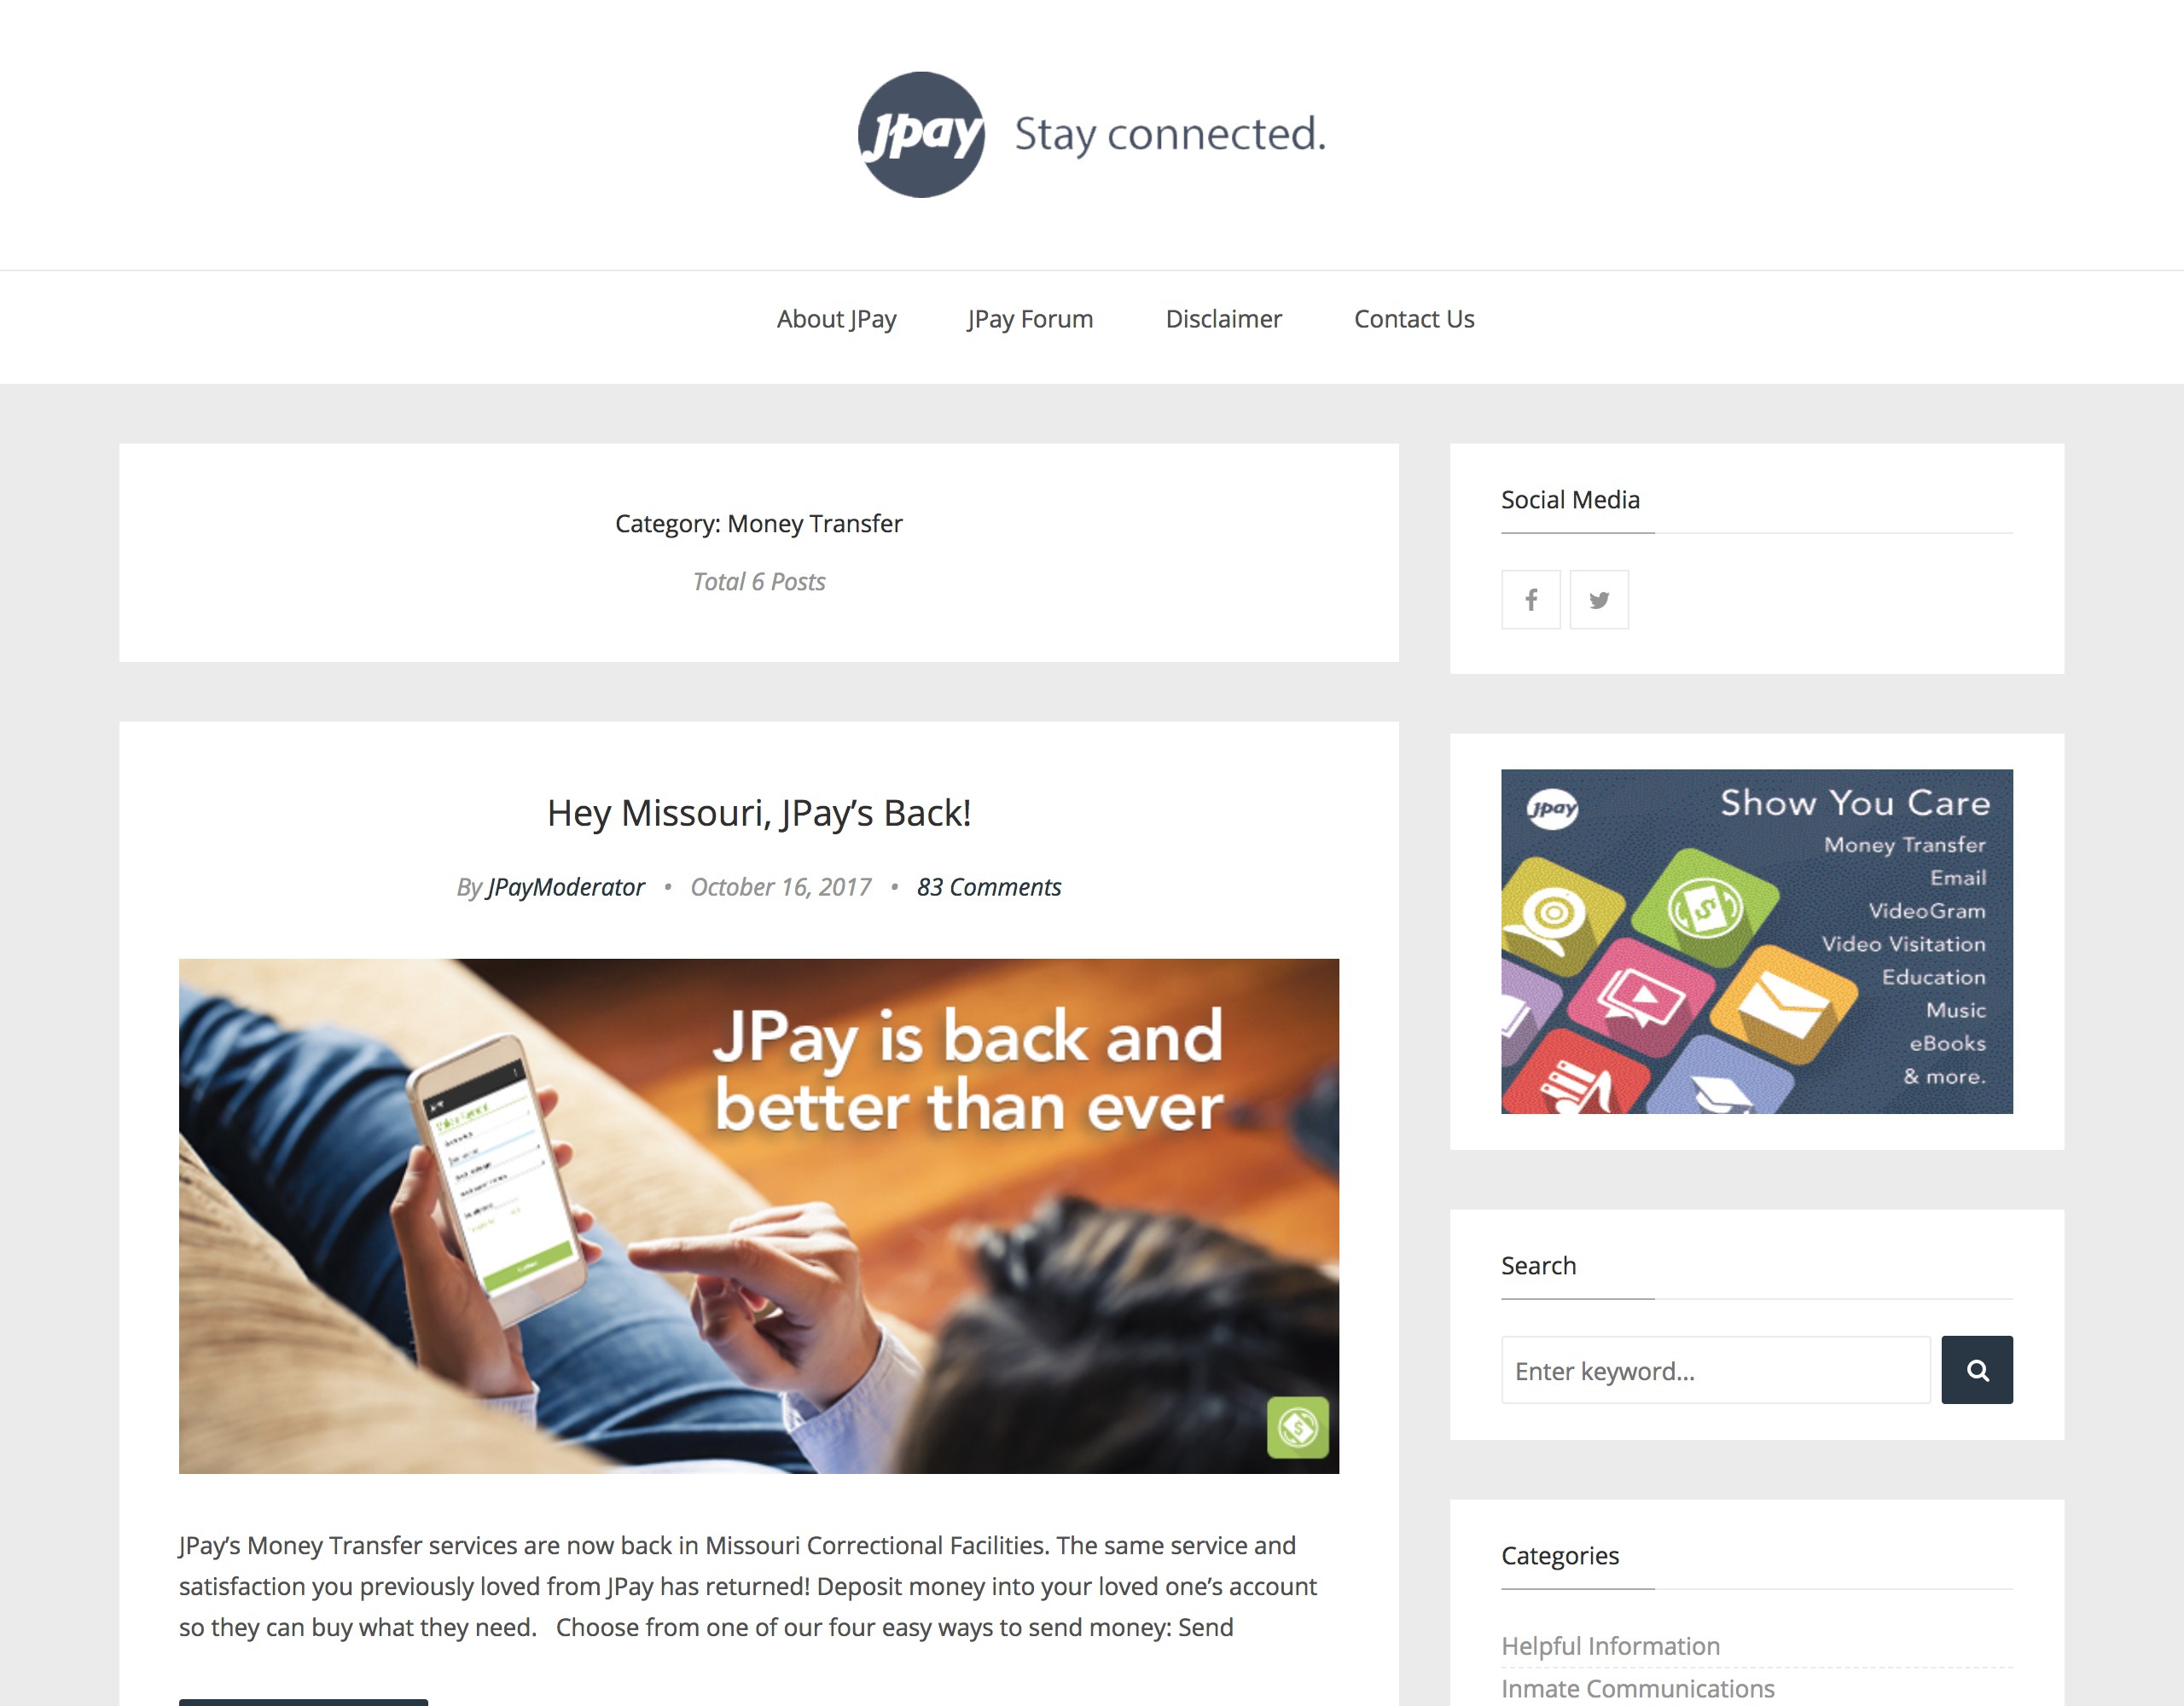 jpay Stay connected.
About JPay JPay Forum Disclaimer Contact Us
Category: Money Transfer
Total 6 Posts
Hey Missouri, JPay’s Back!
By JPayModerator • October 16, 2017 • 83 Comments
JPay is back and
better than ever
JPay’s Money Transfer services are now back in Missouri Correctional Facilities. The same service and
satisfaction you previously loved from JPay has returned! Deposit money into your loved one’s account
so they can buy what they need.   Choose from one of our four easy ways to send money: Send
Social Media
jpay Show You Care
Money Transfer
Email
VideoGram
Video Visitation
Education
Music
eBooks
& more.
Search
Enter keyword...
Categories
Helpful Information
Inmate Communications